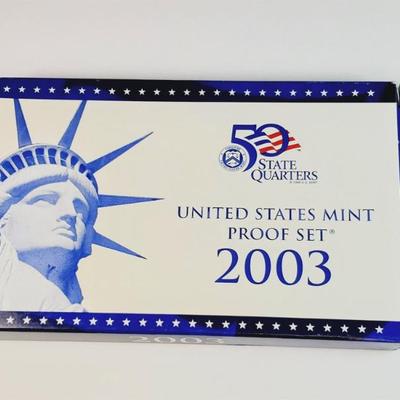 50
STATE
QUARTERS
UNITED STATES MINT
PROOF SET®
2003
2003